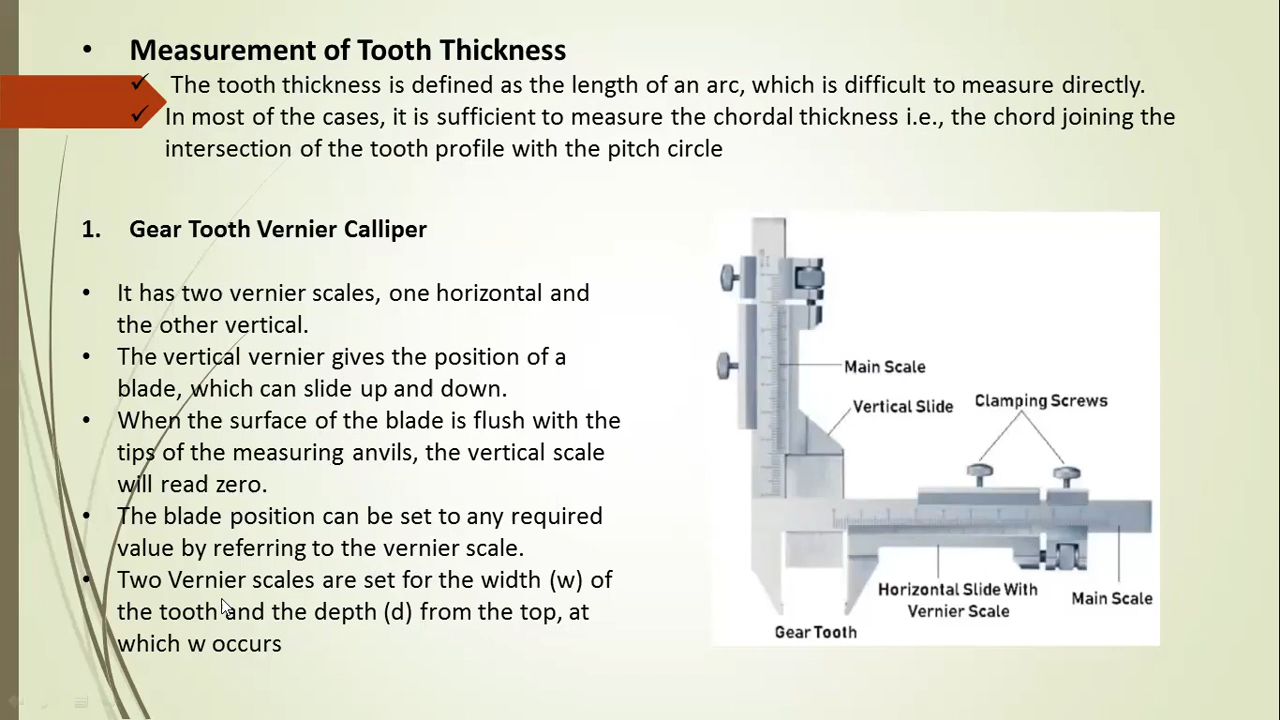 • Measurement of Tooth Thickness
✓ The tooth thickness is defined as the length of an arc, which is difficult to measure directly.
✓ In most of the cases, it is sufficient to measure the chordal thickness i.e., the chord joining the
intersection of the tooth profile with the pitch circle
1. Gear Tooth Vernier Calliper
• It has two vernier scales, one horizontal and
the other vertical.
• The vertical vernier gives the position of a
blade, which can slide up and down.
• When the surface of the blade is flush with the
tips of the measuring anvils, the vertical scale
will read zero.
• The blade position can be set to any required
value by referring to the vernier scale.
• Two Vernier scales are set for the width (w) of
the tooth and the depth (d) from the top, at
which w occurs
Main Scale
Vertical Slide
Clamping Screws
Horizontal Slide With
Vernier Scale
Main Scale
Gear Tooth